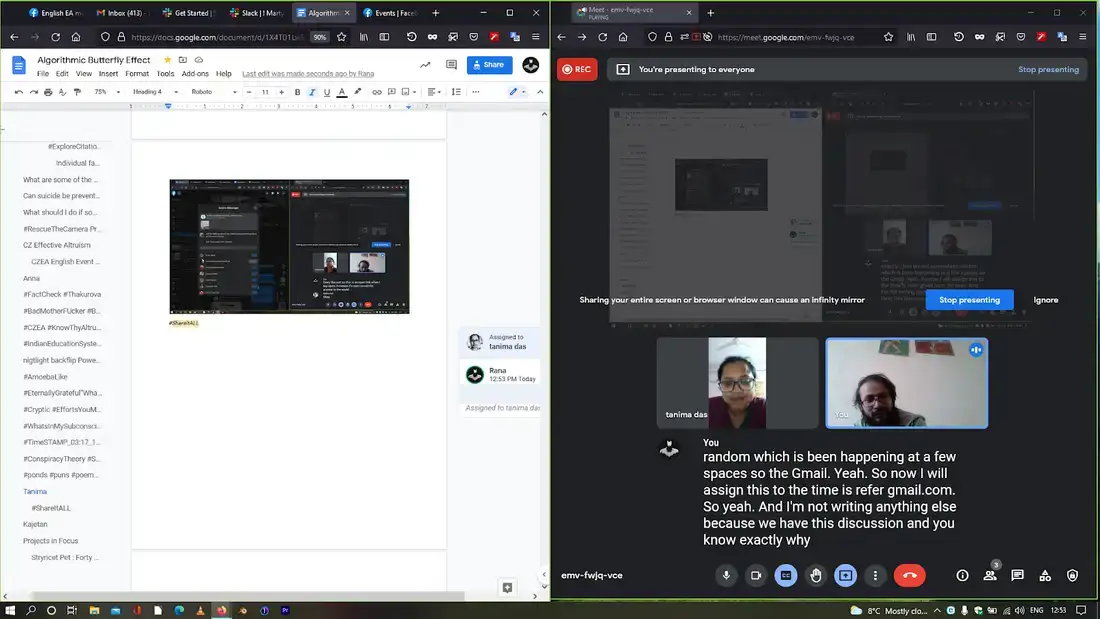 English EA m
Inbox (413) -
Get Started |
Slack | ! Marty
Algorithm
Events | Face
https://docs.google.com/document/d/1X4T01Ls
90%
Algorithmic Butterfly Effect
File Edit View Insert Format Tools Add-ons Help
Last edit was made seconds ago by Rana
Share
75%
Heading 4
Roboto
11
#ExploreCitatio...
Individual fa...
What are some of the ...
Can suicide be prevent...
What should I do if so...
#RescueTheCamera Pr...
CZ Effective Altruism
CZEA English Event ...
Anna
#FactCheck #Thakurova
#BadMotherFUcker #B...
#CZEA #KnowThyAltru...
#IndianEducationSyste...
nigtlight backflip Powe...
#AmoebaLike
#EternallyGrateful"Wha...
#Cryptic #EffortsYouM...
#WhatsInMySubconsc...
#TimeSTAMP_03:17_1...
#ConspiracyTheory #S...
#ponds #puns #poem...
Tanima
#ShareItALL
Kajetan
Projects in Focus
Stryricet Pet : Forty ...
#ShareItALL
Assigned to
tanima das
Rana
12:53 PM Today
Assigned to tanima das
Meet - emv-fwjq-vce
PLAYING
https://meet.google.com/emv-fwjq-vce
REC
You're presenting to everyone
Stop presenting
Sharing your entire screen or browser window can cause an infinity mirror
Stop presenting
Ignore
tanima das
You
You
random which is been happening at a few
spaces so the Gmail. Yeah. So now I will
assign this to the time is refer gmail.com.
So yeah. And I'm not writing anything else
because we have this discussion and you
know exactly why
emv-fwjq-vce
3
8°C Mostly clo...
ENG
12:53